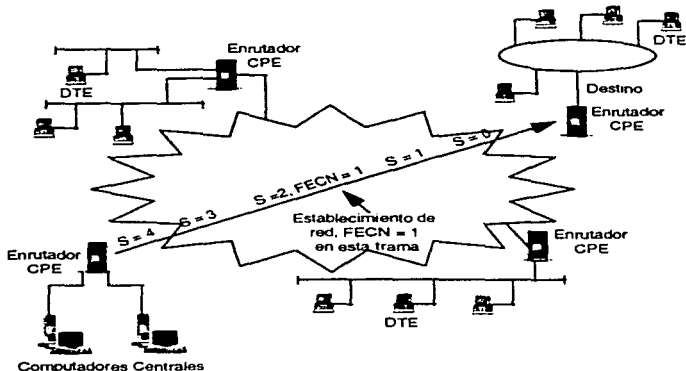 Enrutador
CPE
DTE
DTE
Destino
Enrutador
CPE
S = 4
S = 3
S =2, FECN = 1
S = 1
S = 0
Establecimiento de
red, FECN = 1
en esta trama
Enrutador
CPE
Enrutador
CPE
DTE
Computadores Centrales